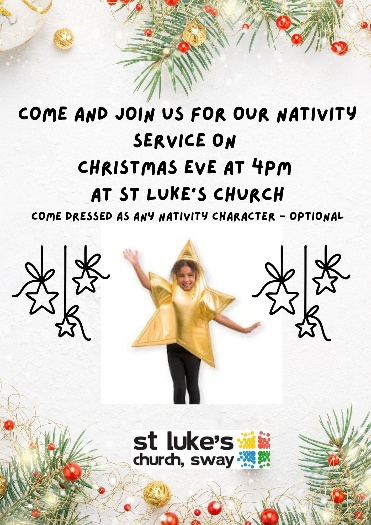 COME AND JOIN US FOR OUR NATIVITY
SERVICE ON
CHRISTMAS EVE AT 4PM
AT ST LUKE'S CHURCH
COME DRESSED AS ANY NATIVITY CHARACTER - OPTIONAL
st luke's
church, sway